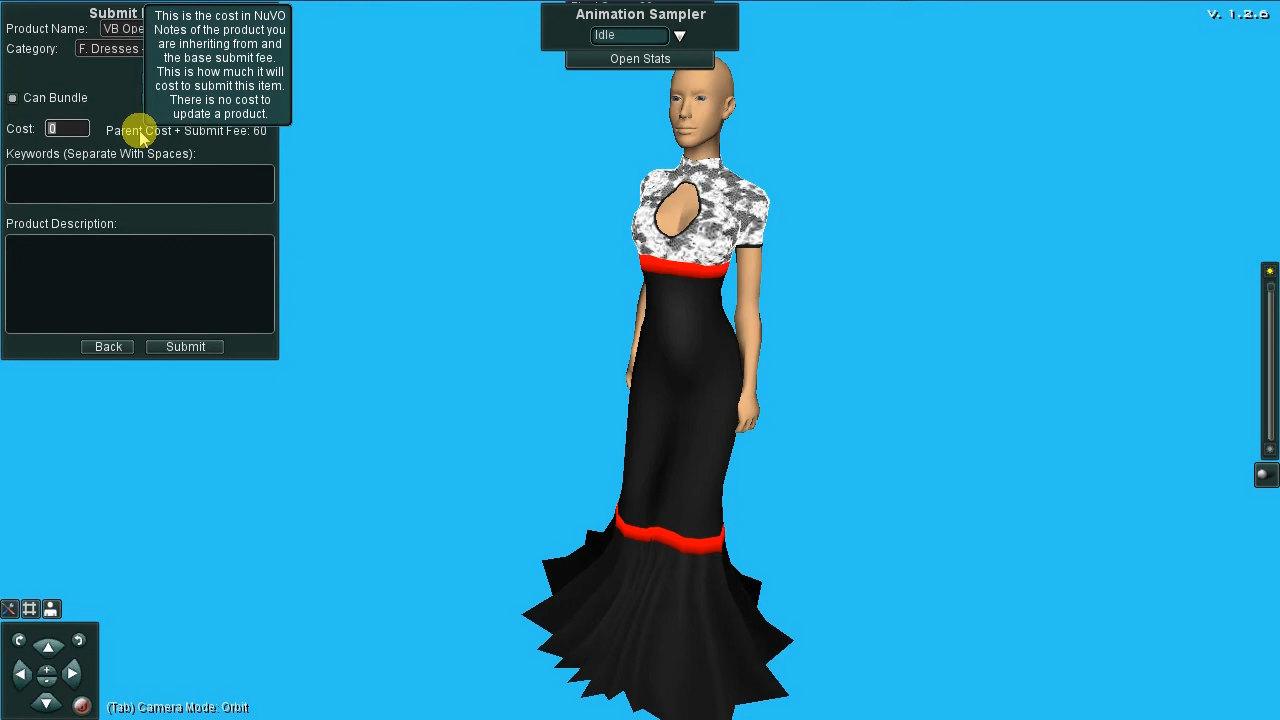 Submit
Product Name: VB Ope
Category: F. Dresses
This is the cost in NuVO
Notes of the product you
are inheriting from and
the base submit fee.
This is how much it will
cost to submit this item.
There is no cost to
update a product.
Can Bundle
Cost: 0 Parent Cost + Submit Fee: 60
Keywords (Separate With Spaces):
Product Description:
Back Submit
Animation Sampler
Idle
Open Stats
V. 1.2.6
(Tab) Camera Mode: Orbit